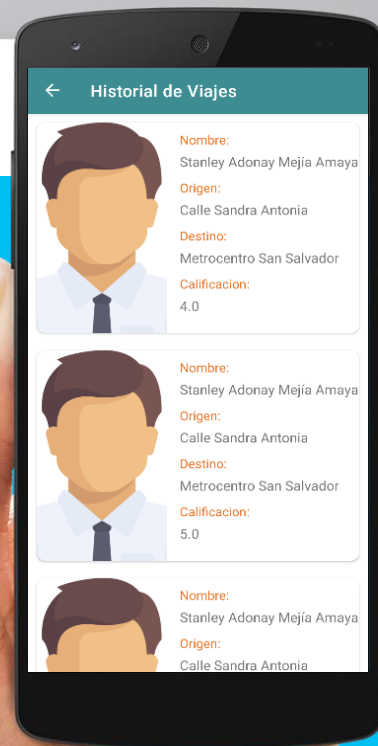 Historial de Viajes
Nombre:
Stanley Adonay Mejía Amaya
Origen:
Calle Sandra Antonia
Destino:
Metrocentro San Salvador
Calificacion:
4.0
Nombre:
Stanley Adonay Mejía Amaya
Origen:
Calle Sandra Antonia
Destino:
Metrocentro San Salvador
Calificacion:
5.0
Nombre:
Stanley Adonay Mejía Amaya
Origen:
Calle Sandra Antonia